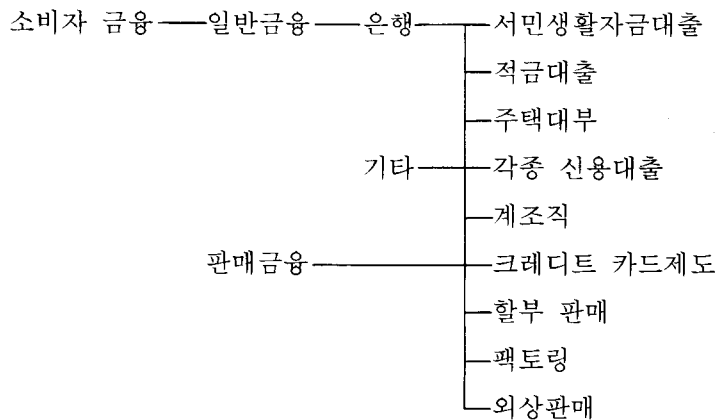 소비자 금융 일반금융 은행 서민생활자금대출
적금대출
주택대부
기타 각종 신용대출
계조직
판매금융 크레디트 카드제도
할부 판매
팩토링
외상판매